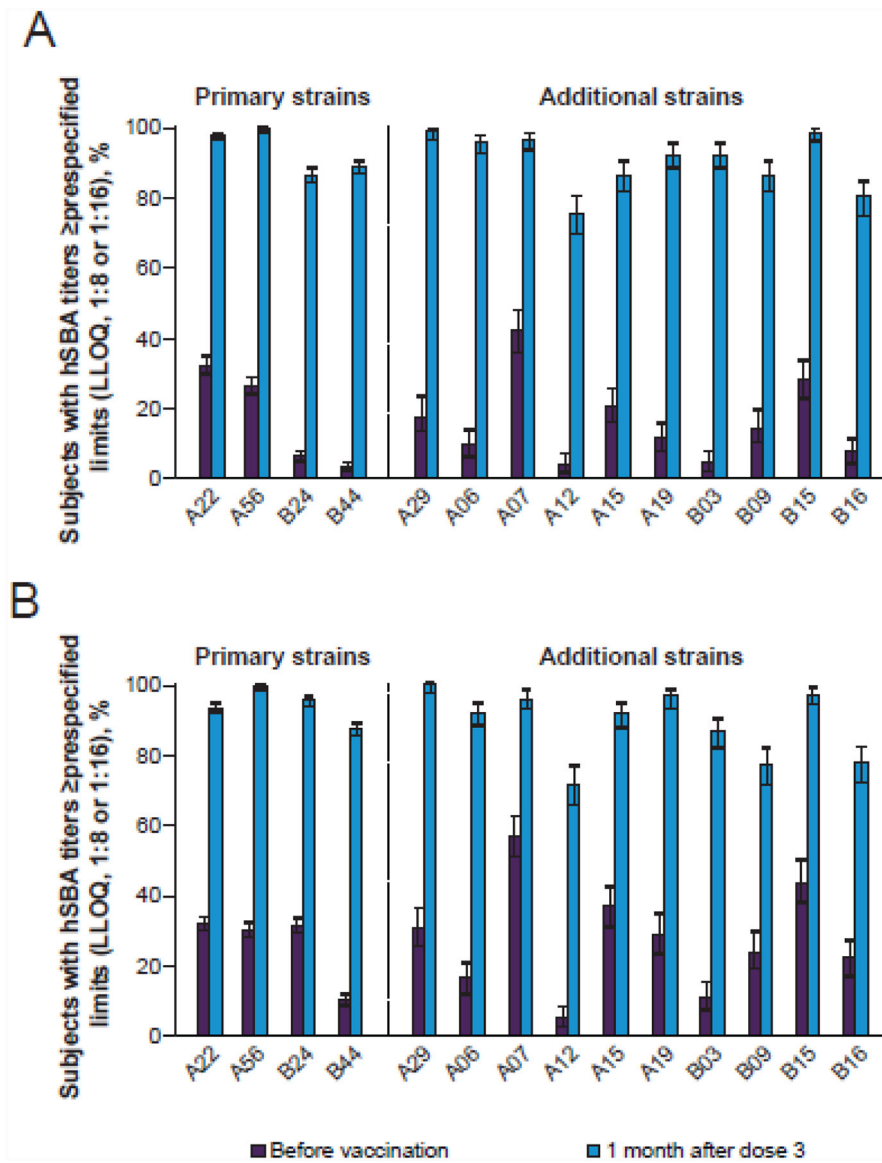 A
Primary strains
Additional strains
Subjects with hSBA titers ≥prespecified
limits (LLOQ, 1:8 or 1:16), %
100
80
60
40
20
0
A22 A56 B24 B44 A29 A06 A07 A12 A15 A19 B03 B09 B15 B16
B
Primary strains
Additional strains
Subjects with hSBA titers ≥prespecified
limits (LLOQ, 1:8 or 1:16), %
100
80
60
40
20
0
A22 A56 B24 B44 A29 A06 A07 A12 A15 A19 B03 B09 B15 B16
Before vaccination
1 month after dose 3